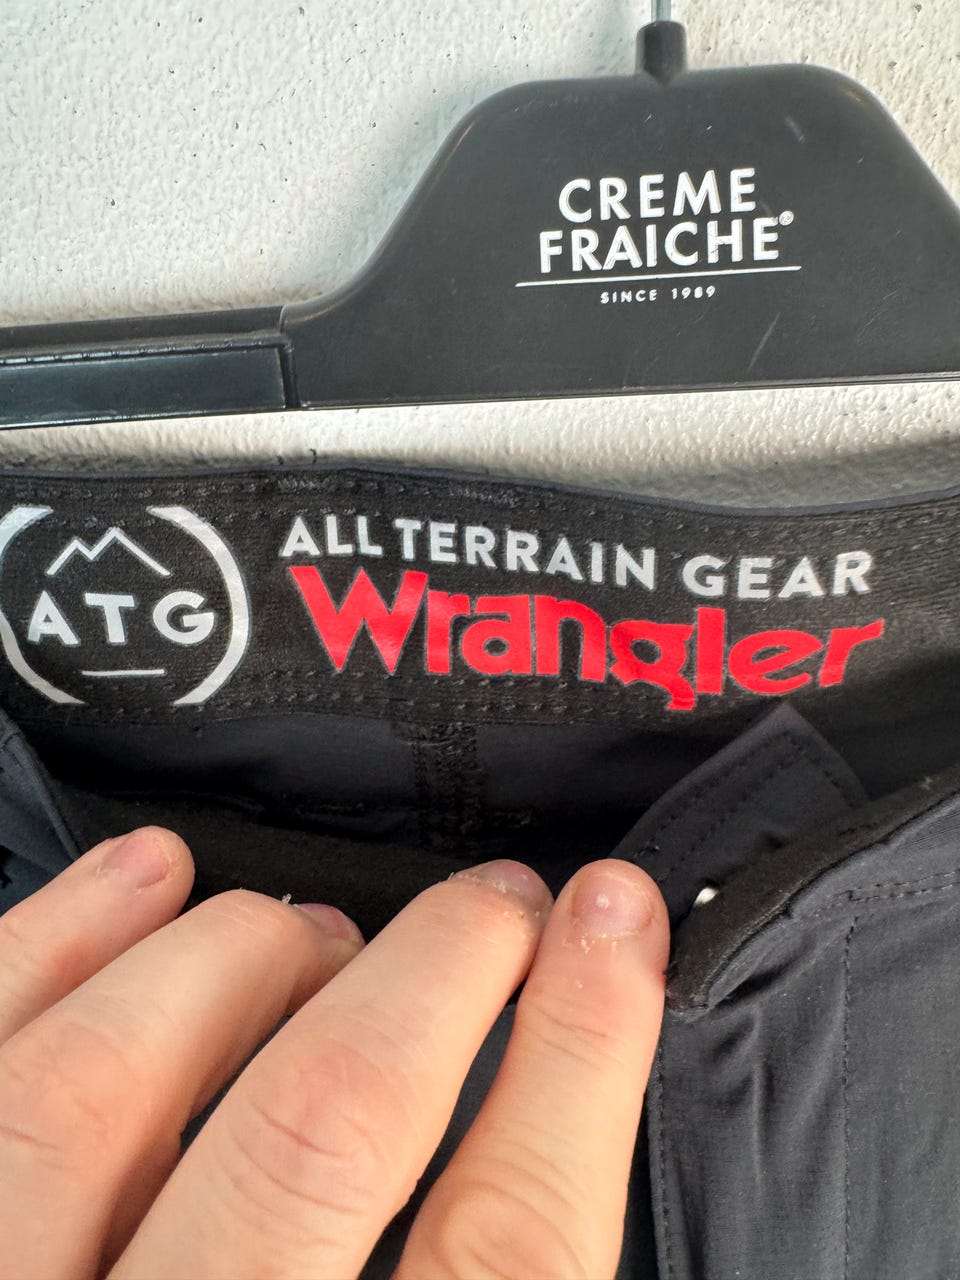 CREME
FRAICHE®
SINCE 1989
ATG
ALL TERRAIN GEAR
Wrangler